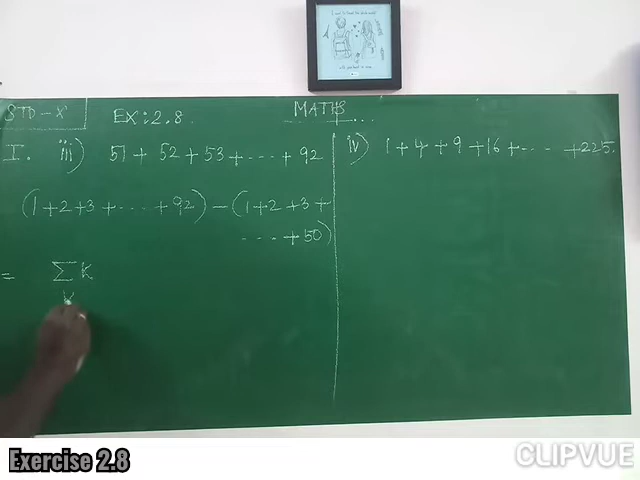 STD - X
EX: 2.8
MATHS
I. iii) 51 + 52 + 53 + .... + 92
(1+2+3+ .... + 92) - (1+2+3+
.... + 50)
= ΣK
K
iv) 1 + 4 + 9 + 16 + .... + 225.
Exercise 2.8
CLIPVUE